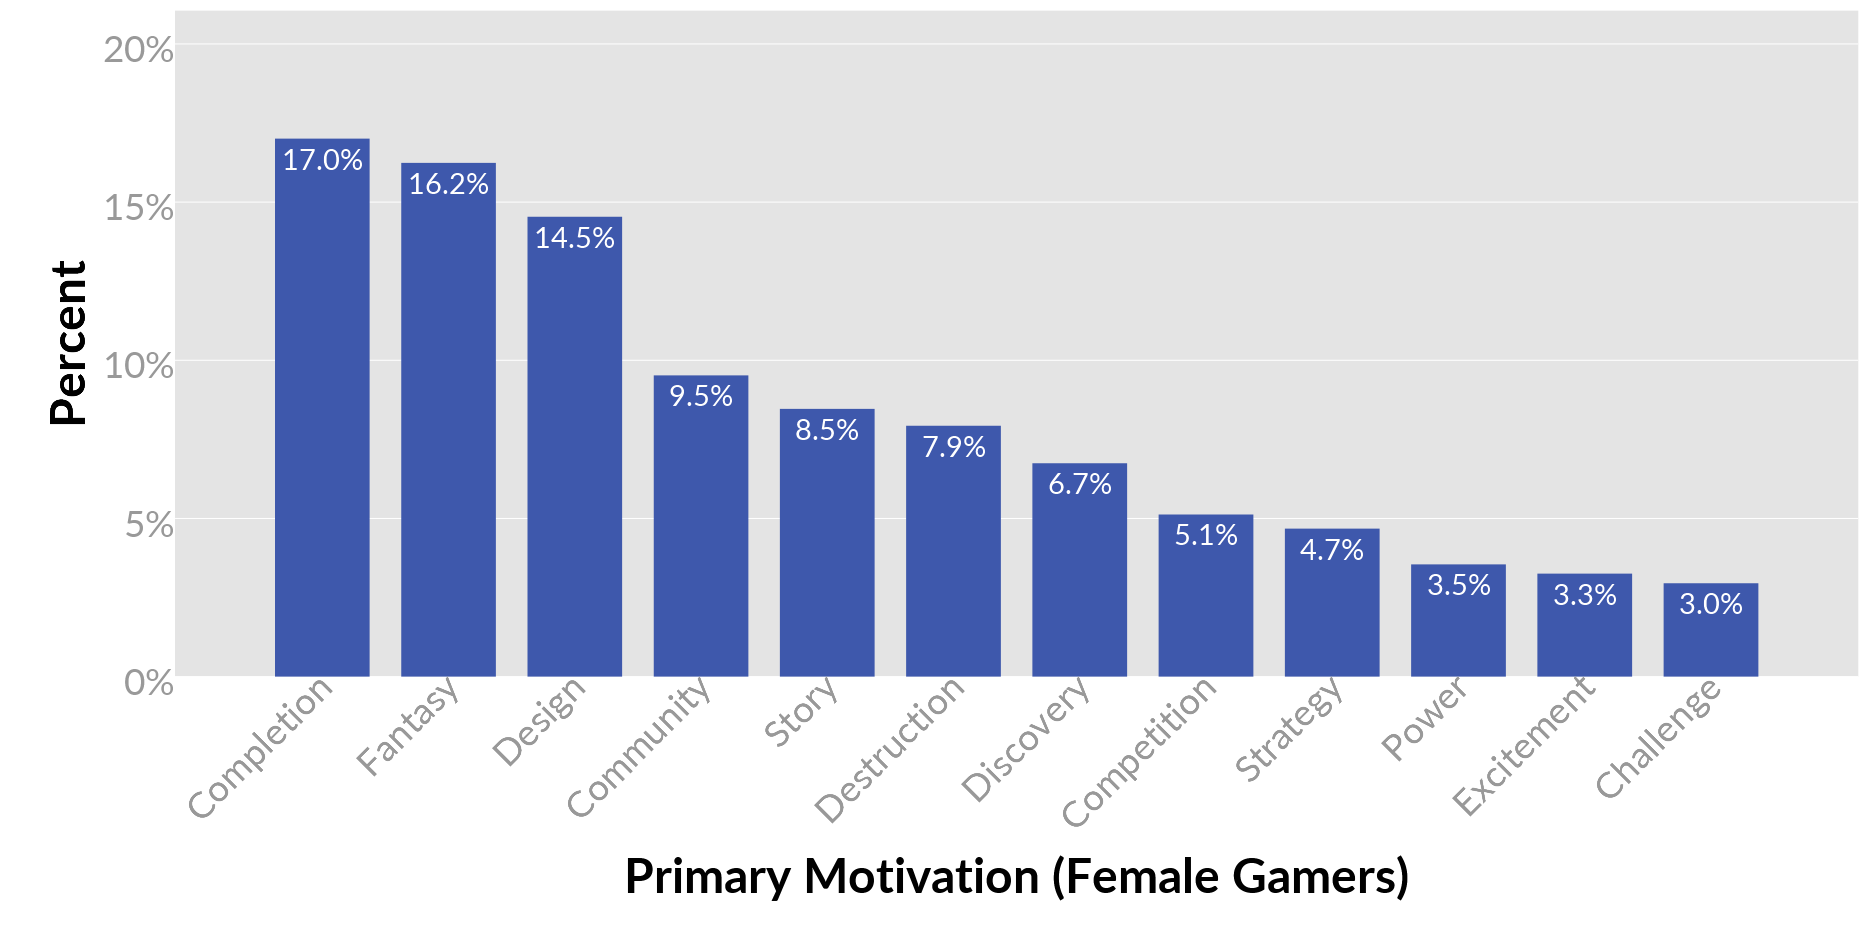 Percent
20%
15%
10%
5%
0%
17.0%
16.2%
14.5%
9.5%
8.5%
7.9%
6.7%
5.1%
4.7%
3.5%
3.3%
3.0%
Completion
Fantasy
Design
Community
Story
Destruction
Discovery
Competition
Strategy
Power
Excitement
Challenge
Primary Motivation (Female Gamers)